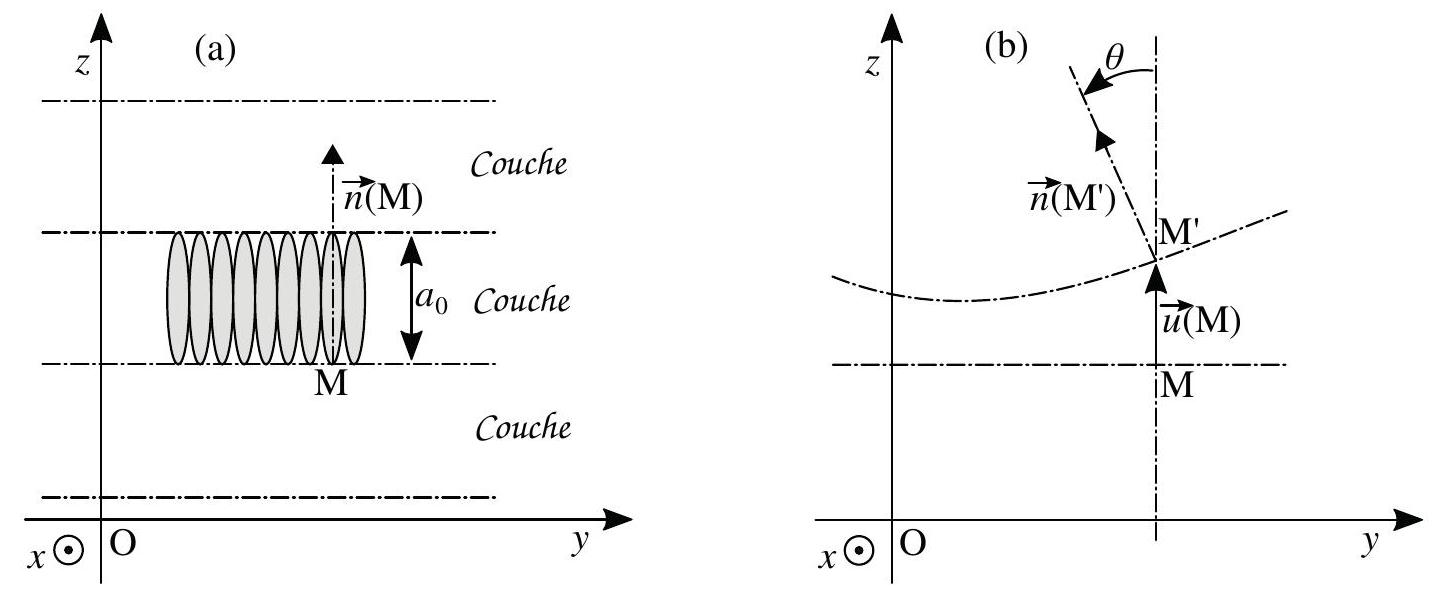 (a)
z
Couche
n⃗(M)
a₀
Couche
M
Couche
x
O
y
(b)
z
θ
n⃗(M')
M'
u⃗(M)
M
x
O
y